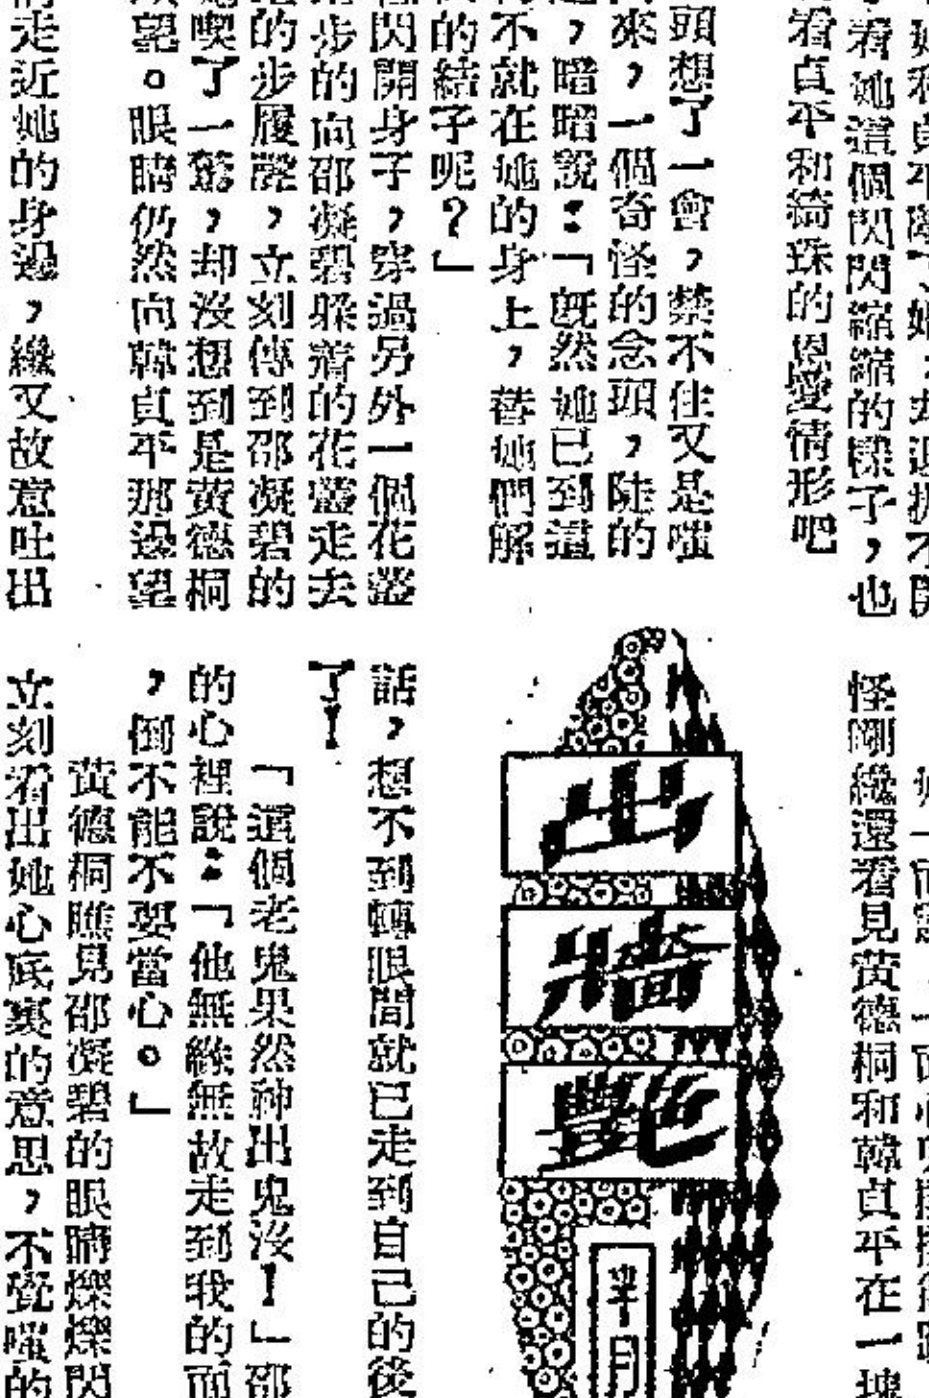 着她這個閃閃縮縮的樣子,也
看貞平和綺珠的恩愛情形吧
頭想了一會,禁不住又是嗤
來,一個奇怪的念頭,陡的
,暗暗說:「旣然她已到這
不就在她的身上,替她們解
的結子呢?」
閃開身子,穿過另外一個花籃
步的向邵凝碧躲着的花籃走去
的步履聲,立刻傳到邵凝碧的
喫了一驚,却沒想到是黃德桐
望。眼睛仍然向韓貞平那邊望
走近她的身邊,纔又故意吐出
怪剛纔還看見黃德桐和韓貞平在一塊
出牆艷
半月
話,想不到轉眼間就已走到自己的後
了!
「這個老鬼果然神出鬼沒!」邵
的心裡說:「他無緣無故走到我的面
,倒不能不要當心。」
黃德桐瞧見邵凝碧的眼睛爍爍閃
立刻看出她心底裏的意思,不覺嗤的